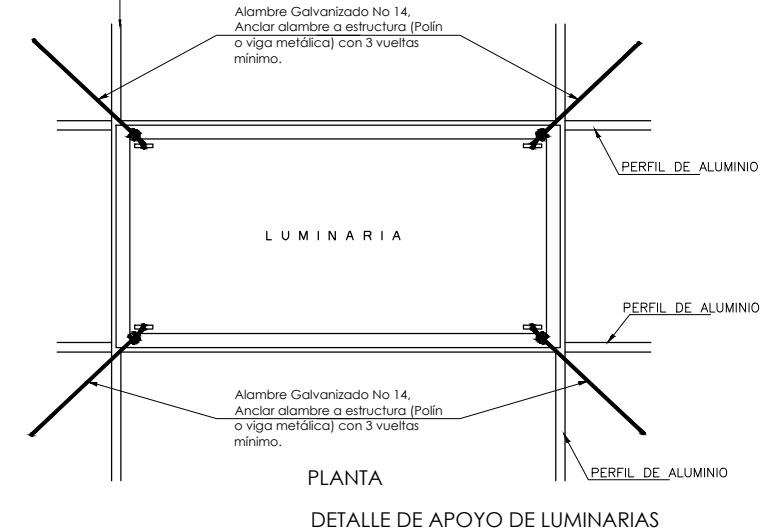 Alambre Galvanizado No 14,
Anclar alambre a estructura (Polín
o viga metálica) con 3 vueltas
mínimo.
PERFIL DE ALUMINIO
LUMINARIA
PERFIL DE ALUMINIO
Alambre Galvanizado No 14,
Anclar alambre a estructura (Polín
o viga metálica) con 3 vueltas
mínimo.
PERFIL DE ALUMINIO
PLANTA
DETALLE DE APOYO DE LUMINARIAS